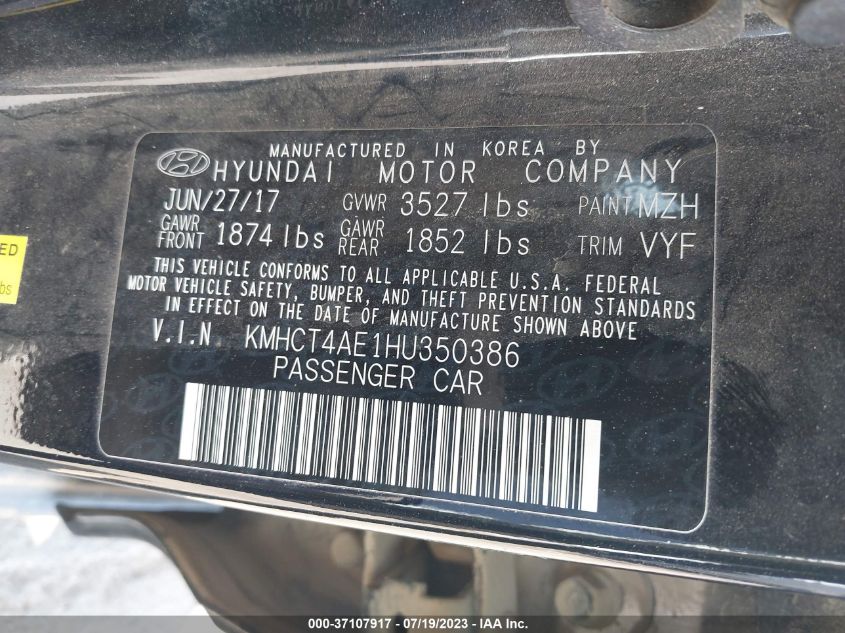 MANUFACTURED IN KOREA BY
HYUNDAI MOTOR COMPANY
JUN/27/17 GVWR 3527 lbs PAINT MZH
GAWR FRONT 1874 lbs GAWR REAR 1852 lbs TRIM VYF
THIS VEHICLE CONFORMS TO ALL APPLICABLE U.S.A. FEDERAL
MOTOR VEHICLE SAFETY, BUMPER, AND THEFT PREVENTION STANDARDS
IN EFFECT ON THE DATE OF MANUFACTURE SHOWN ABOVE
V.I.N. KMHCT4AE1HU350386
PASSENGER CAR
ED
bs
000-37107917 - 07/19/2023 - IAA Inc.